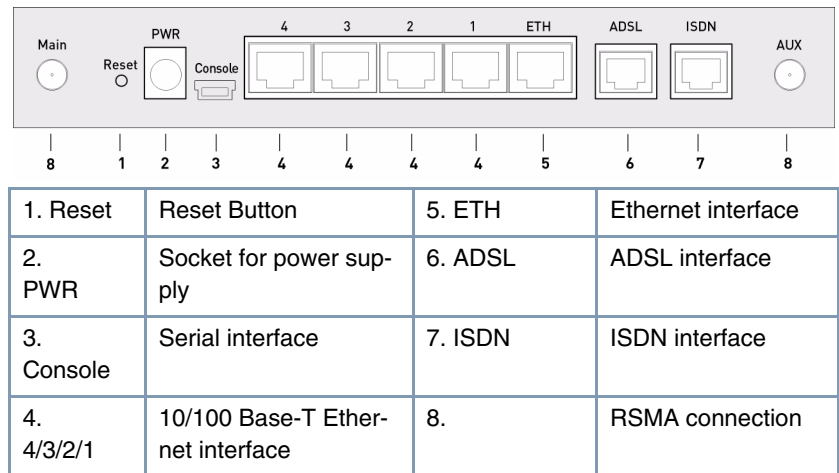 4 3 2 1 ETH ADSL ISDN
PWR
Main AUX
Reset Console
8 1 2 3 4 4 4 4 5 6 7 8
1. Reset Reset Button 5. ETH Ethernet interface
2. Socket for power sup- 6. ADSL ADSL interface
PWR ply
3. Serial interface 7. ISDN ISDN interface
Console
4. 10/100 Base-T Ether- 8. RSMA connection
4/3/2/1 net interface